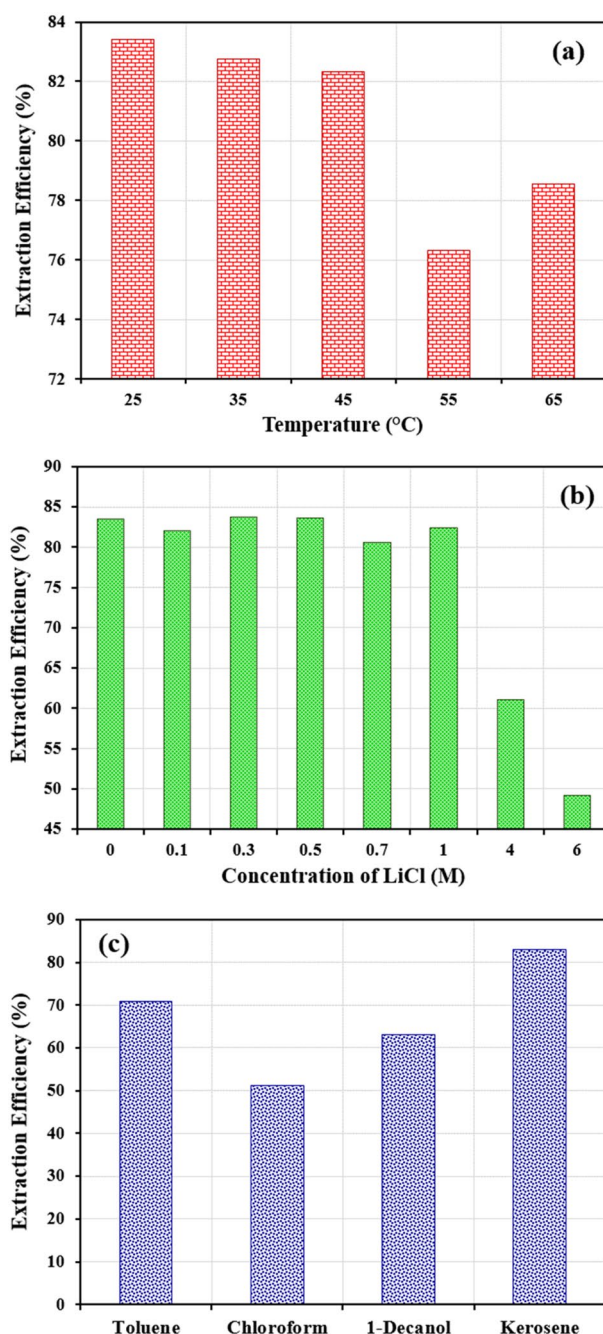 (a)
Extraction Efficiency (%)
84
82
80
78
76
74
72
25 35 45 55 65
Temperature (°C)
(b)
Extraction Efficiency (%)
90
85
80
75
70
65
60
55
50
45
0 0.1 0.3 0.5 0.7 1 4 6
Concentration of LiCl (M)
(c)
Extraction Efficiency (%)
90
80
70
60
50
40
30
20
10
0
Toluene Chloroform 1-Decanol Kerosene